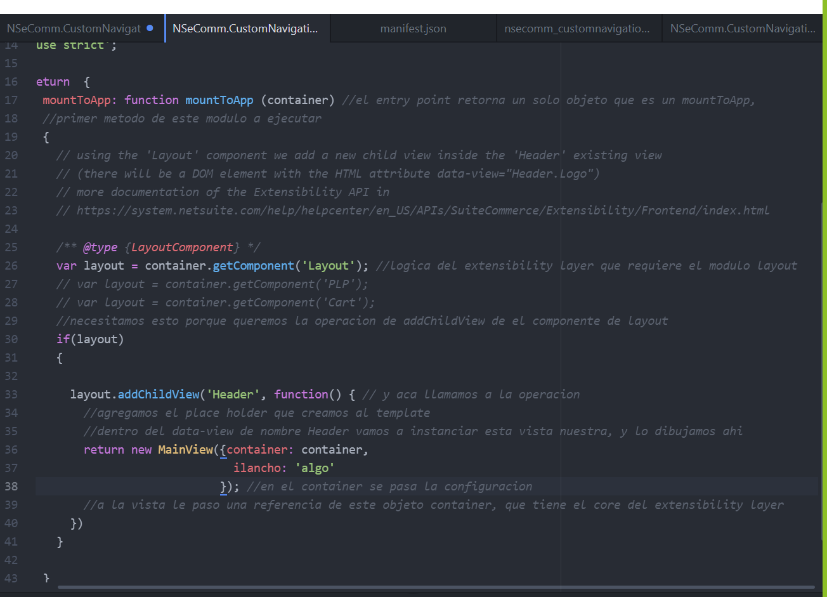 NSeComm.CustomNavigat
NSeComm.CustomNavigati...
manifest.json
nsecomm_customnavigatio...
NSeComm.CustomNavigati...
14 use strict';
15
16 eturn {
17 mountToApp: function mountToApp (container) //el entry point retorna un solo objeto que es un mountToApp,
18 //primer metodo de este modulo a ejecutar
19 {
20 // using the 'Layout' component we add a new child view inside the 'Header' existing view
21 // (there will be a DOM element with the HTML attribute data-view="Header.Logo")
22 // more documentation of the Extensibility API in
23 // https://system.netsuite.com/help/helpcenter/en_US/APIs/SuiteCommerce/Extensibility/Frontend/index.html
24
25 /** @type {LayoutComponent} */
26 var layout = container.getComponent('Layout'); //logica del extensibility layer que requiere el modulo layout
27 // var layout = container.getComponent('PLP');
28 // var layout = container.getComponent('Cart');
29 //necesitamos esto porque queremos la operacion de addChildView de el componente de layout
30 if(layout)
31 {
32
33 layout.addChildView('Header', function() { // y aca llamamos a la operacion
34 //agregamos el place holder que creamos al template
35 //dentro del data-view de nombre Header vamos a instanciar esta vista nuestra, y lo dibujamos ahi
36 return new MainView({container: container,
37 ilancho: 'algo'
38 }); //en el container se pasa la configuracion
39 //a la vista le paso una referencia de este objeto container, que tiene el core del extensibility layer
40 })
41 }
42
43 }